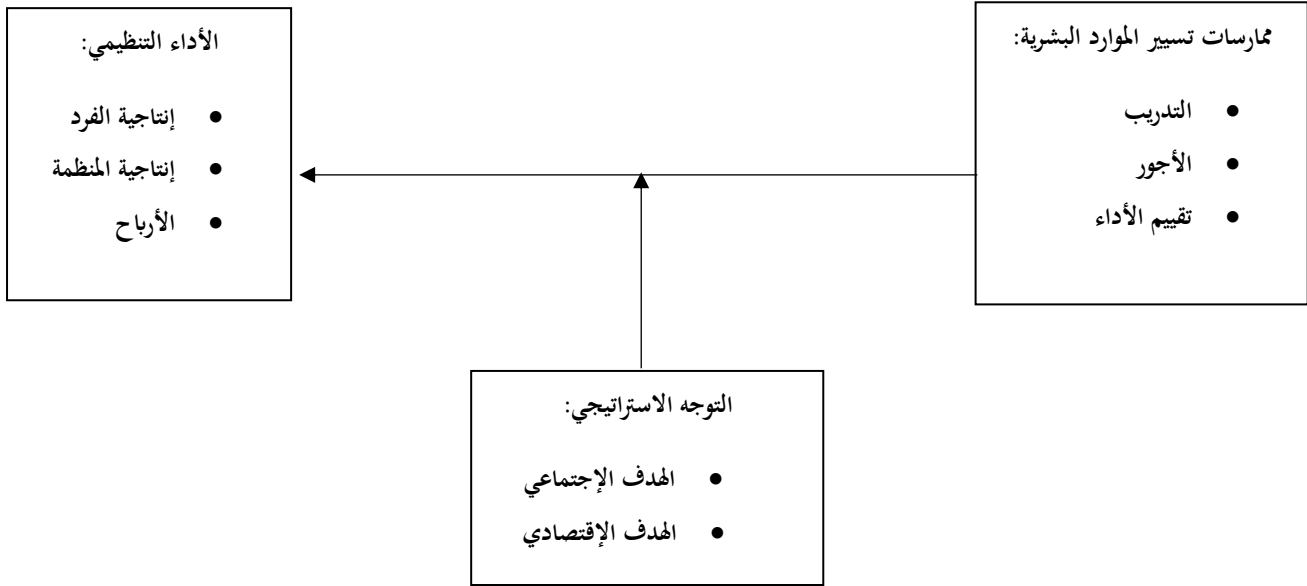 ممارسات تسيير الموارد البشرية:
● التدريب
● الأجور
● تقييم الأداء
الأداء التنظيمي:
● إنتاجية الفرد
● إنتاجية المنظمة
● الأرباح
التوجه الاستراتيجي:
● الهدف الإجتماعي
● الهدف الإقتصادي